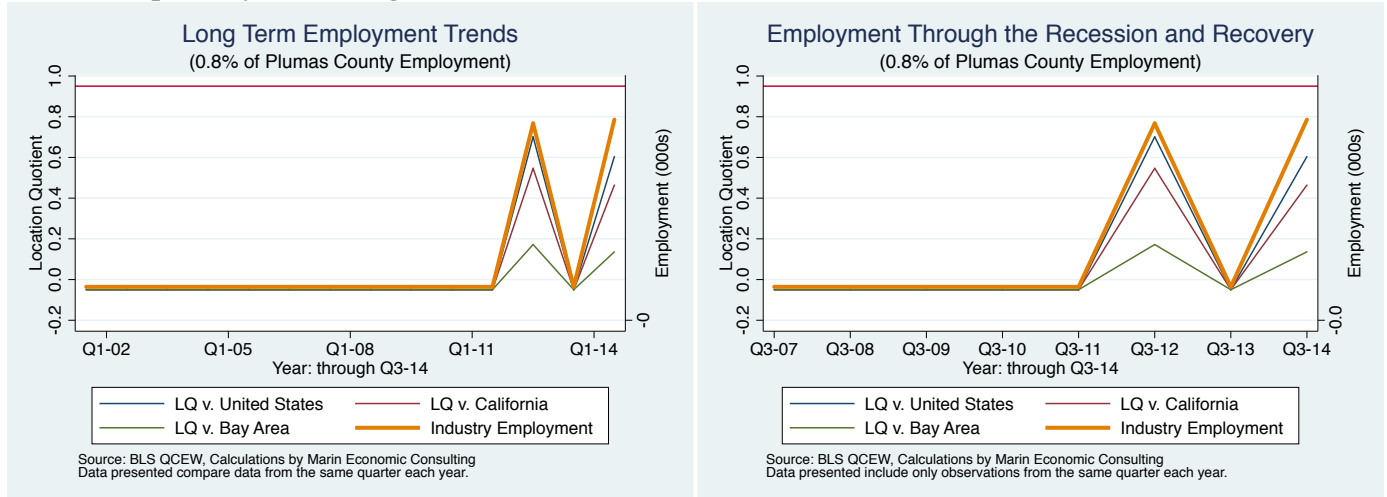 Long Term Employment Trends
(0.8% of Plumas County Employment)
Location Quotient
1.0
0.8
0.6
0.4
0.2
0.0
-0.2
Employment (000s)
-0
Q1-02 Q1-05 Q1-08 Q1-11 Q1-14
Year: through Q3-14
LQ v. United States LQ v. California
LQ v. Bay Area Industry Employment
Source: BLS QCEW, Calculations by Marin Economic Consulting
Data presented compare data from the same quarter each year.
Employment Through the Recession and Recovery
(0.8% of Plumas County Employment)
Location Quotient
1.0
0.8
0.6
0.4
0.2
0.0
-0.2
Employment (000s)
-0.0
Q3-07 Q3-08 Q3-09 Q3-10 Q3-11 Q3-12 Q3-13 Q3-14
Year: through Q3-14
LQ v. United States LQ v. California
LQ v. Bay Area Industry Employment
Source: BLS QCEW, Calculations by Marin Economic Consulting
Data presented include only observations from the same quarter each year.